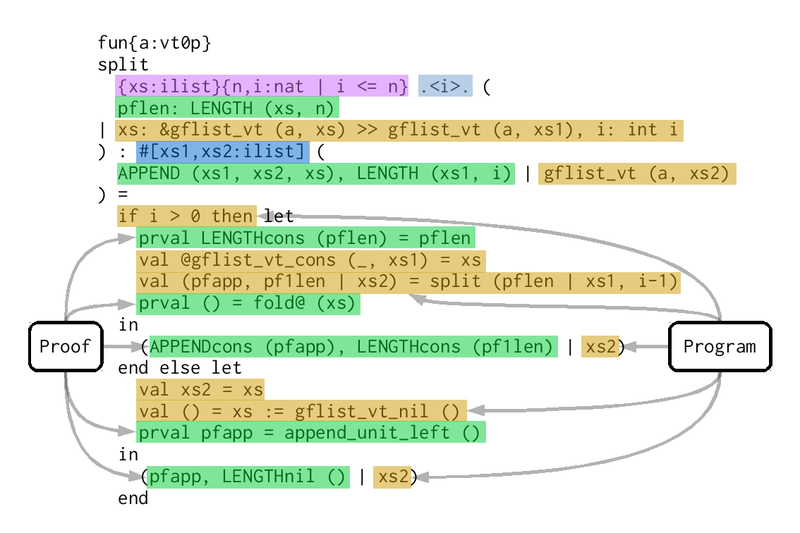 fun{a:vt0p}
split
{xs:ilist}{n,i:nat | i <= n} .<i>. (
pflen: LENGTH (xs, n)
| xs: &gflist_vt (a, xs) >> gflist_vt (a, xs1), i: int i
) : #[xs1,xs2:ilist] (
APPEND (xs1, xs2, xs), LENGTH (xs1, i) | gflist_vt (a, xs2)
) =
if i > 0 then let
prval LENGTHcons (pflen) = pflen
val @gflist_vt_cons (_, xs1) = xs
val (pfapp, pf1len | xs2) = split (pflen | xs1, i-1)
prval () = fold@ (xs)
in
Proof
(APPENDcons (pfapp), LENGTHcons (pf1len) | xs2)
Program
end else let
val xs2 = xs
val () = xs := gflist_vt_nil ()
prval pfapp = append_unit_left ()
in
(pfapp, LENGTHnil () | xs2)
end